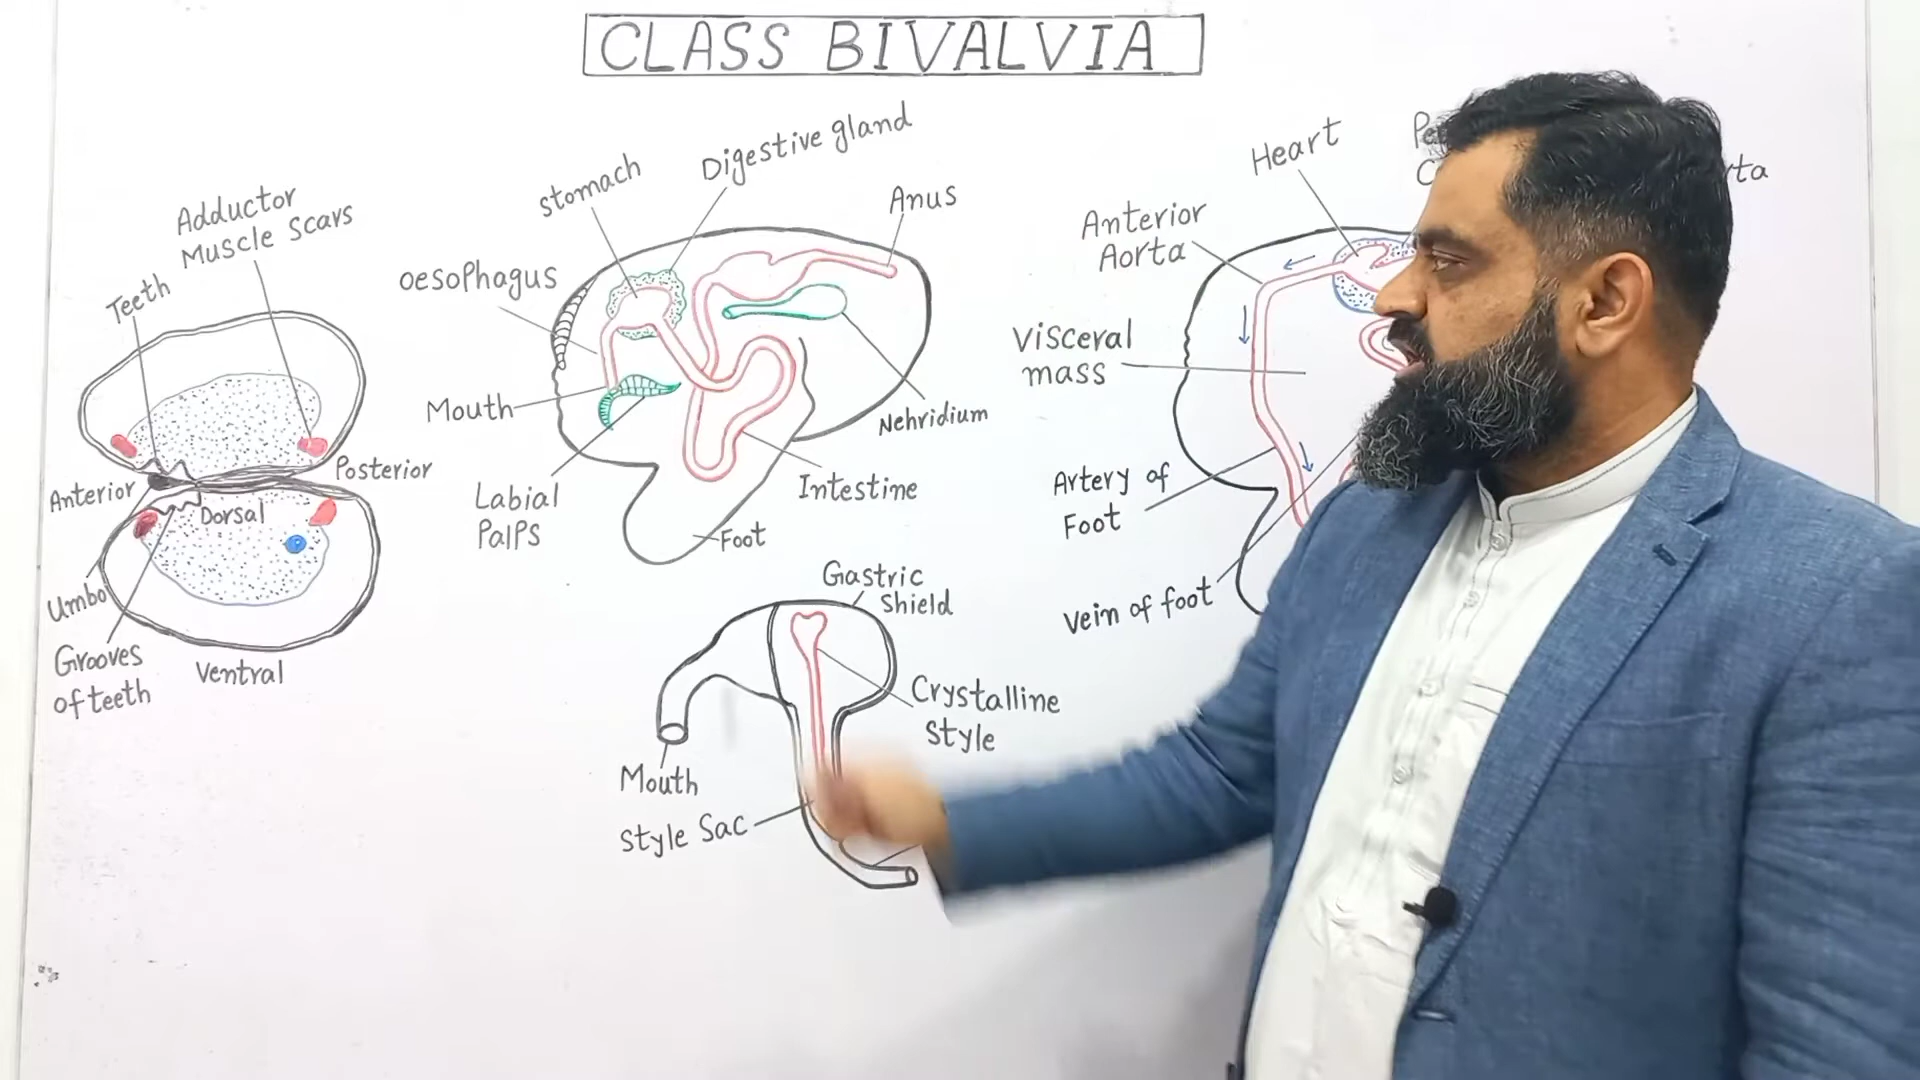 CLASS BIVALVIA
Adductor
Muscle Scars
Teeth
Anterior
Posterior
Dorsal
Umbo
Grooves
of teeth
Ventral
stomach
Digestive gland
Anus
oesophagus
Mouth
Labial
Palps
Nehridium
Intestine
Foot
Gastric
Shield
Crystalline
Style
Mouth
Style Sac
Heart
Anterior
Aorta
visceral
mass
Artery of
Foot
vein of foot